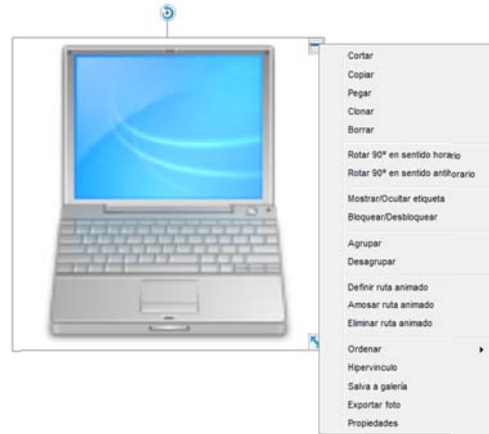 Cortar
Copiar
Pegar
Clonar
Borrar
Rotar 90º en sentido horario
Rotar 90º en sentido antihorario
Mostrar/Ocultar etiqueta
Bloquear/Desbloquear
Agrupar
Desagrupar
Definir ruta animado
Amosar ruta animado
Eliminar ruta animado
Ordenar
Hipervinculo
Salva a galería
Exportar foto
Propiedades